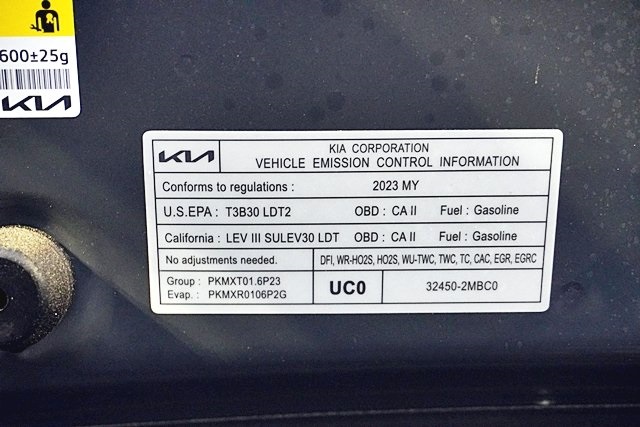 600±25g
KIA
KIA
KIA CORPORATION
VEHICLE EMISSION CONTROL INFORMATION
Conforms to regulations : 2023 MY
U.S.EPA : T3B30 LDT2 OBD : CA II Fuel : Gasoline
California : LEV III SULEV30 LDT OBD : CA II Fuel : Gasoline
No adjustments needed. DFI, WR-HO2S, HO2S, WU-TWC, TWC, TC, CAC, EGR, EGRC
Group : PKMXT01.6P23
Evap. : PKMXR0106P2G
UC0 32450-2MBC0